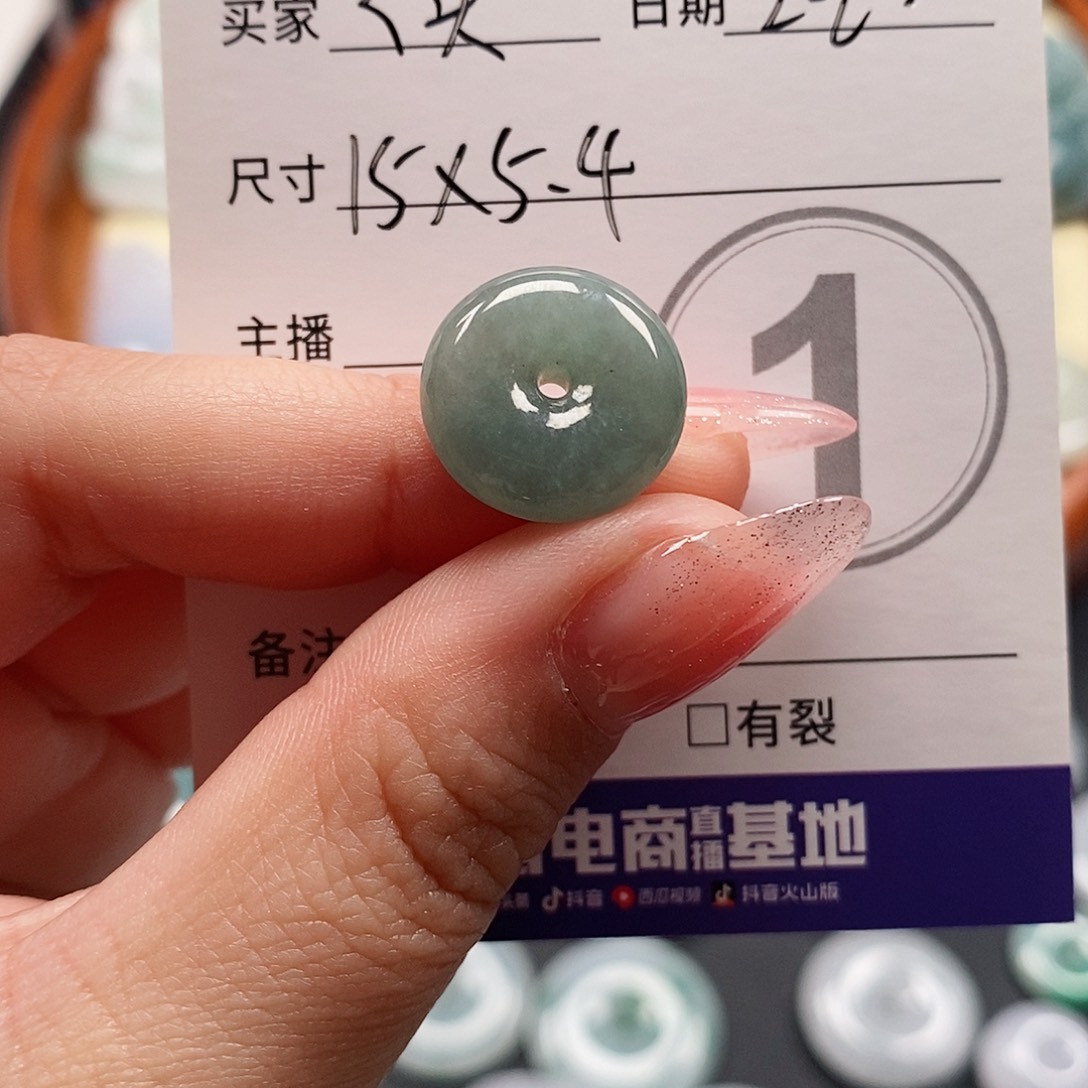 买家 日期
尺寸 15X5.4
主播
1
备注
□有裂
电商直播基地
抖音 西瓜视频 抖音火山版